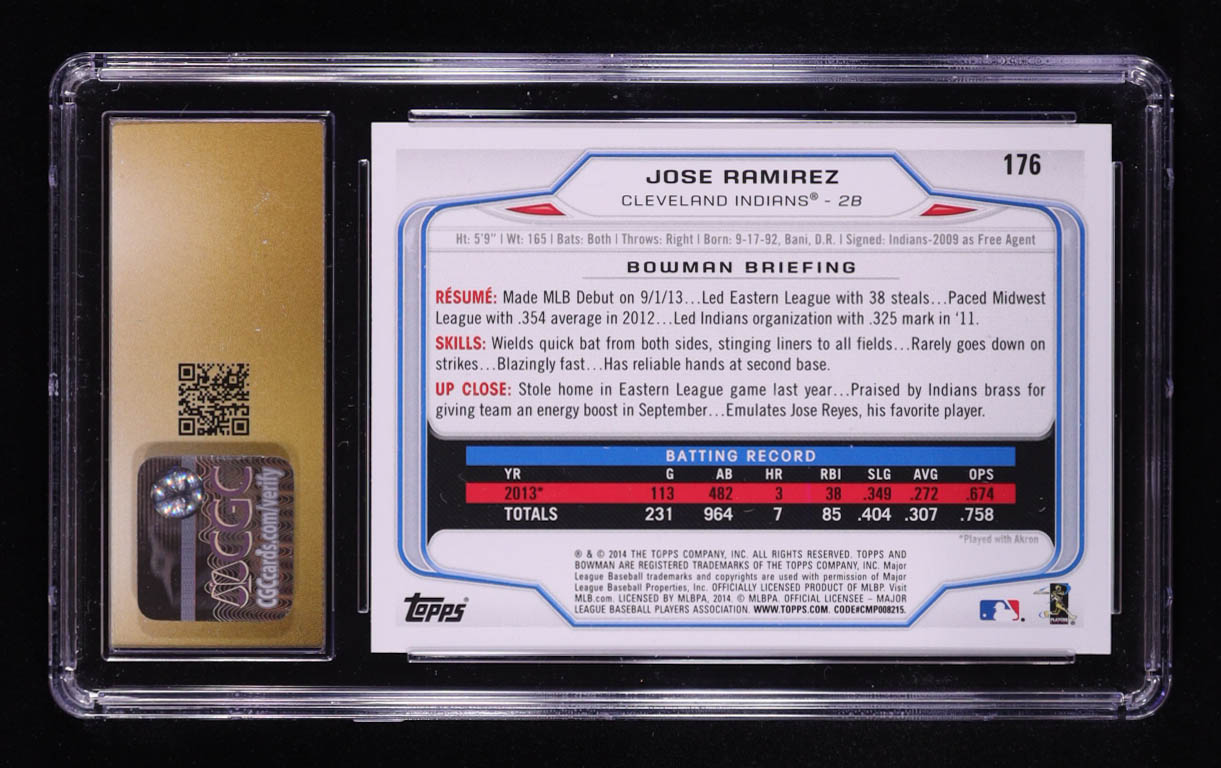 176
JOSE RAMIREZ
CLEVELAND INDIANS® - 2B
Ht: 5'9" | Wt: 165 | Bats: Both | Throws: Right | Born: 9-17-92, Bani, D.R. | Signed: Indians-2009 as Free Agent
BOWMAN BRIEFING
RÉSUMÉ: Made MLB Debut on 9/1/13...Led Eastern League with 38 steals...Paced Midwest
League with .354 average in 2012...Led Indians organization with .325 mark in '11.
SKILLS: Wields quick bat from both sides, stinging liners to all fields...Rarely goes down on
strikes...Blazingly fast...Has reliable hands at second base.
UP CLOSE: Stole home in Eastern League game last year...Praised by Indians brass for
giving team an energy boost in September...Emulates Jose Reyes, his favorite player.
BATTING RECORD
YR G AB HR RBI SLG AVG OPS
2013* 113 482 3 38 .349 .272 .674
TOTALS 231 964 7 85 .404 .307 .758
*Played with Akron
® & © 2014 THE TOPPS COMPANY, INC. ALL RIGHTS RESERVED. TOPPS AND
BOWMAN ARE REGISTERED TRADEMARKS OF THE TOPPS COMPANY, INC. Major
League Baseball trademarks and copyrights are used with permission of Major
League Baseball Properties, Inc. OFFICIALLY LICENSED PRODUCT OF MLBP. Visit
MLB.com. LICENSED BY MLBPA, 2014. © MLBPA. OFFICIAL LICENSEE – MAJOR
LEAGUE BASEBALL PLAYERS ASSOCIATION. WWW.TOPPS.COM. CODE#CMP008215.
topps®
CGC
CGCcards.com/verify